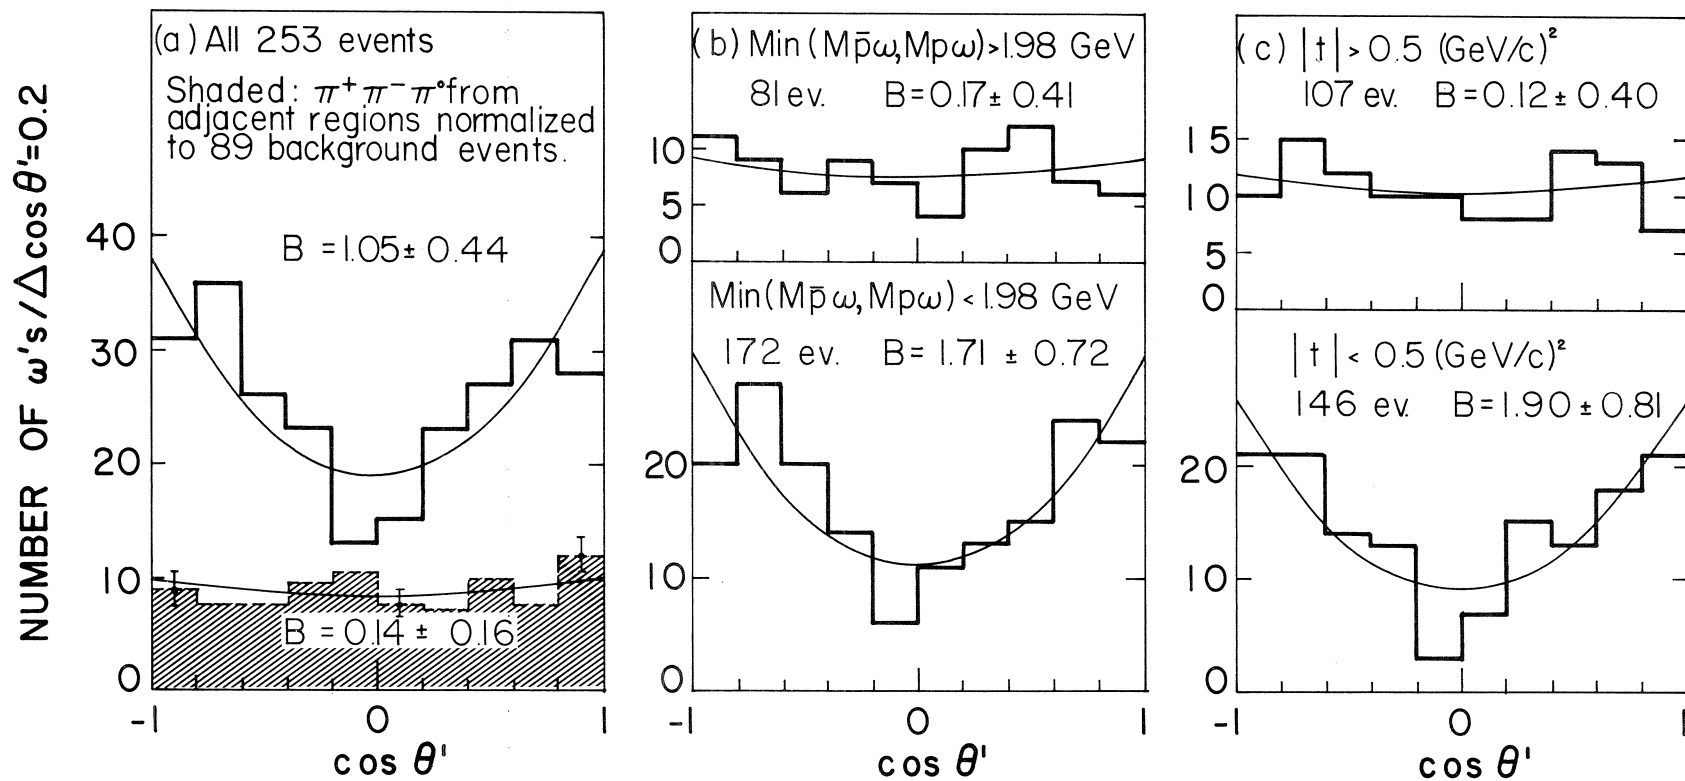 NUMBER OF ω's/Δcos θ'=0.2
(a) All 253 events
Shaded: π⁺π⁻π° from
adjacent regions normalized
to 89 background events.
40
30
20
10
0
B = 1.05 ± 0.44
B = 0.14 ± 0.16
-1 0 1
cos θ'
(b) Min (Mp̄ω, Mpω) > 1.98 GeV
81 ev. B = 0.17 ± 0.41
10
5
0
Min (Mp̄ω, Mpω) < 1.98 GeV
172 ev. B = 1.71 ± 0.72
20
10
0
-1 0 1
cos θ'
(c) |t| > 0.5 (GeV/c)²
107 ev. B = 0.12 ± 0.40
15
10
5
0
|t| < 0.5 (GeV/c)²
146 ev. B = 1.90 ± 0.81
20
10
0
-1 0 1
cos θ'